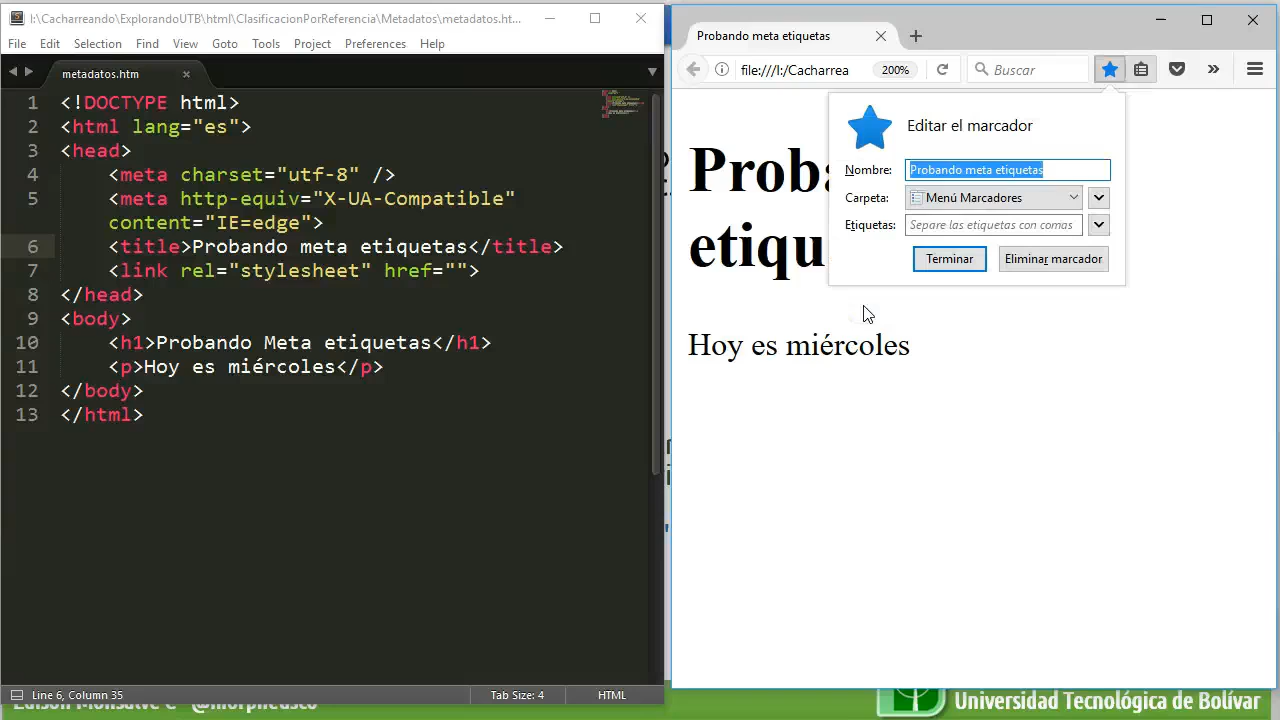 I:\Cacharreando\ExplorandoUTB\html\ClasificacionPorReferencia\Metadatos\metadatos.ht...
File Edit Selection Find View Goto Tools Project Preferences Help
metadatos.htm
1 <!DOCTYPE html>
2 <html lang="es">
3 <head>
4 <meta charset="utf-8" />
5 <meta http-equiv="X-UA-Compatible"
content="IE=edge">
6 <title>Probando meta etiquetas</title>
7 <link rel="stylesheet" href="">
8 </head>
9 <body>
10 <h1>Probando Meta etiquetas</h1>
11 <p>Hoy es miércoles</p>
12 </body>
13 </html>
Line 6, Column 35
Tab Size: 4
HTML
Probando meta etiquetas
file:///I:/Cacharrea 200% Buscar
Editar el marcador
Nombre: Probando meta etiquetas
Carpeta: Menú Marcadores
Etiquetas: Separe las etiquetas con comas
Terminar Eliminar marcador
Hoy es miércoles
Universidad Tecnológica de Bolívar